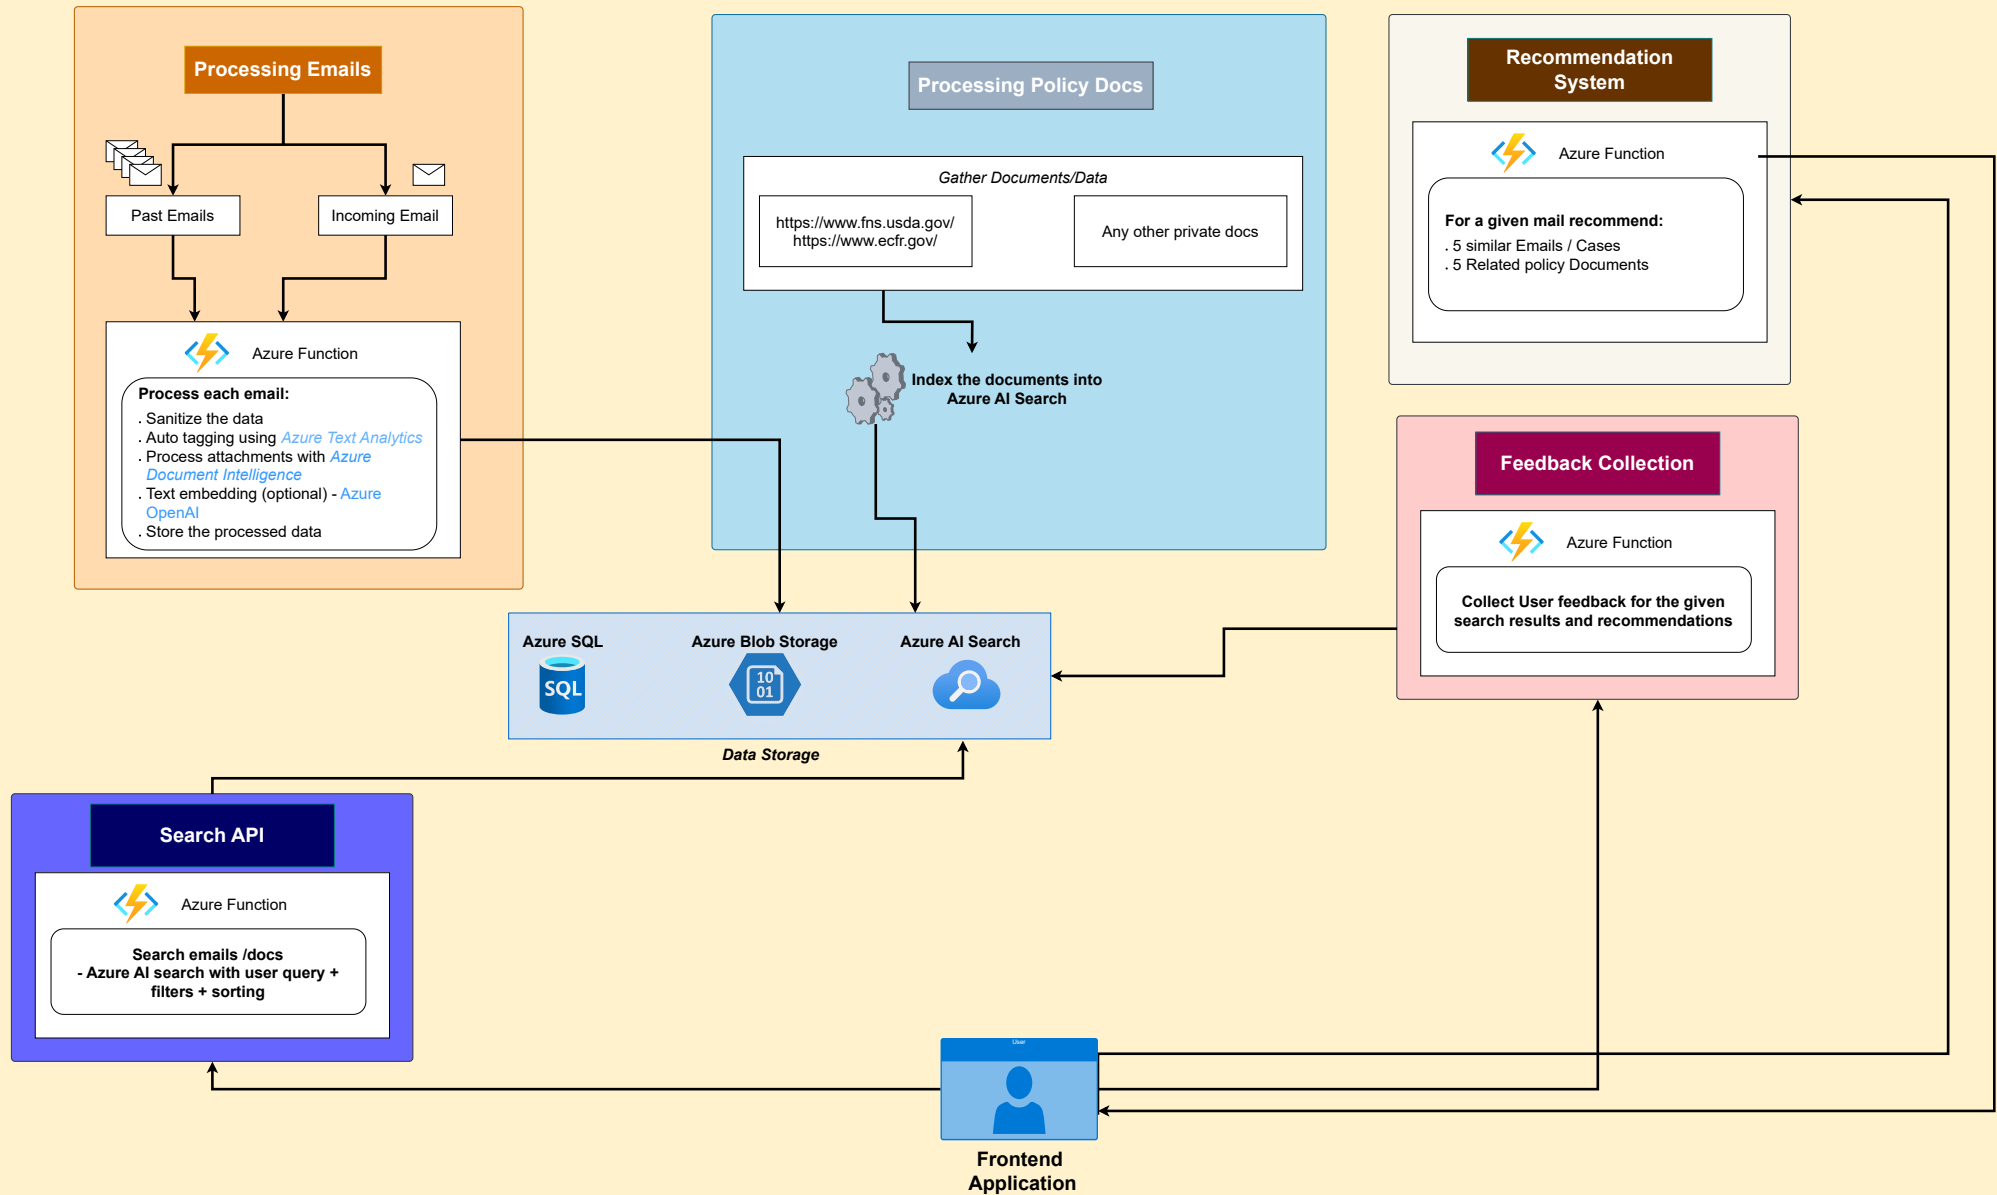 Processing Emails
Past Emails
Incoming Email
Azure Function
Process each email:
. Sanitize the data
. Auto tagging using Azure Text Analytics
. Process attachments with Azure
Document Intelligence
. Text embedding (optional) - Azure
OpenAI
. Store the processed data
Processing Policy Docs
Gather Documents/Data
https://www.fns.usda.gov/
https://www.ecfr.gov/
Any other private docs
Index the documents into
Azure AI Search
Recommendation
System
Azure Function
For a given mail recommend:
. 5 similar Emails / Cases
. 5 Related policy Documents
Feedback Collection
Azure Function
Collect User feedback for the given
search results and recommendations
Azure SQL
SQL
Azure Blob Storage
10
01
Azure AI Search
Data Storage
Search API
Azure Function
Search emails /docs
- Azure AI search with user query +
filters + sorting
User
Frontend
Application